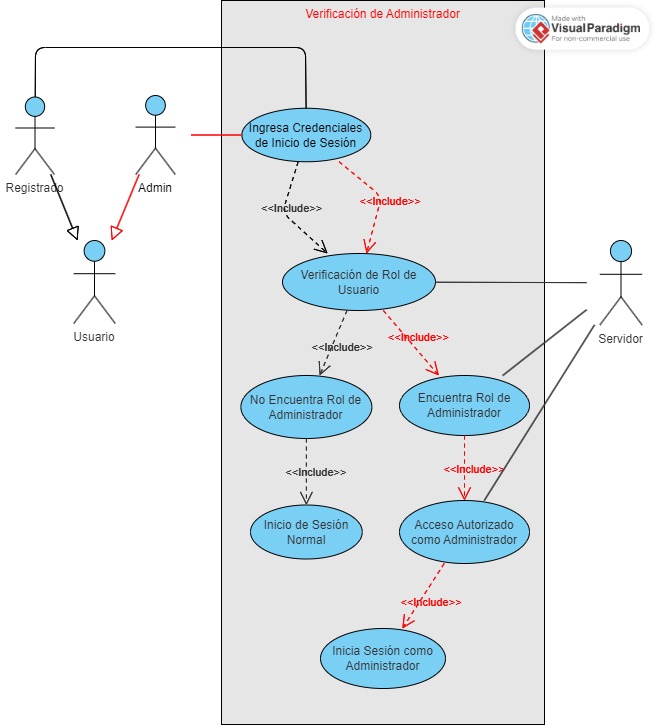 Verificación de Administrador
Made with
VisualParadigm
For non-commercial use
Ingresa Credenciales
de Inicio de Sesión
Registrado
Admin
<<Include>>
<<Include>>
Verificación de Rol de
Usuario
Usuario
Servidor
<<Include>>
<<Include>>
No Encuentra Rol de
Administrador
Encuentra Rol de
Administrador
<<Include>>
<<Include>>
Inicio de Sesión
Normal
Acceso Autorizado
como Administrador
<<Include>>
Inicia Sesión como
Administrador